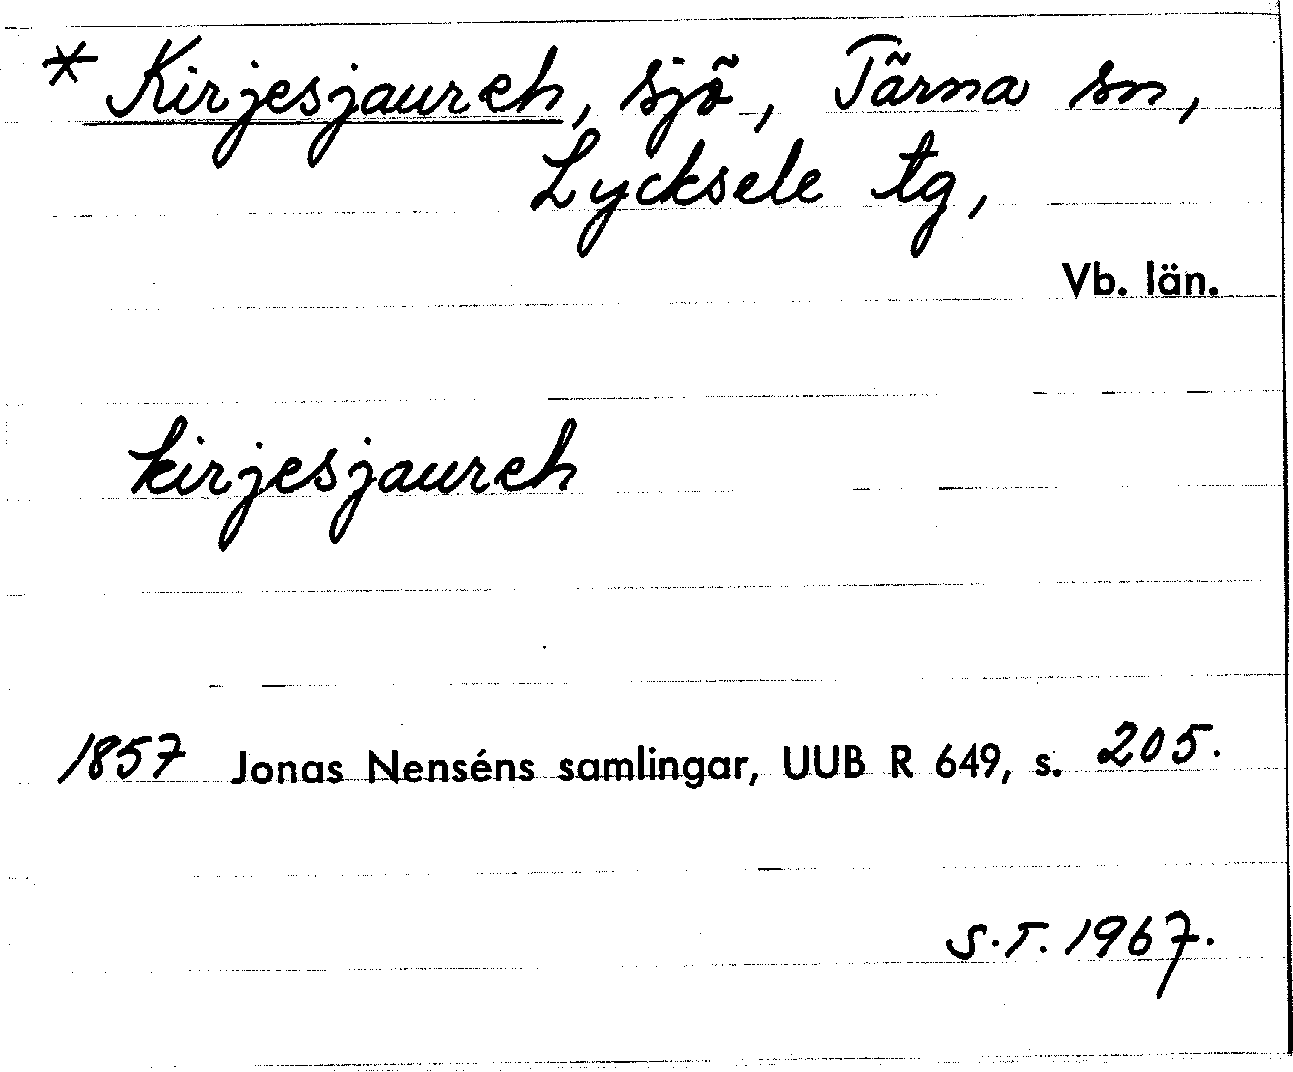 * Kirjesjaureh, sjö, Tärna sn,
Lycksele tg,
Vb. län.
kirjesjaureh
1857 Jonas Nenséns samlingar, UUB R 649, s. 205.
S.T. 1967.